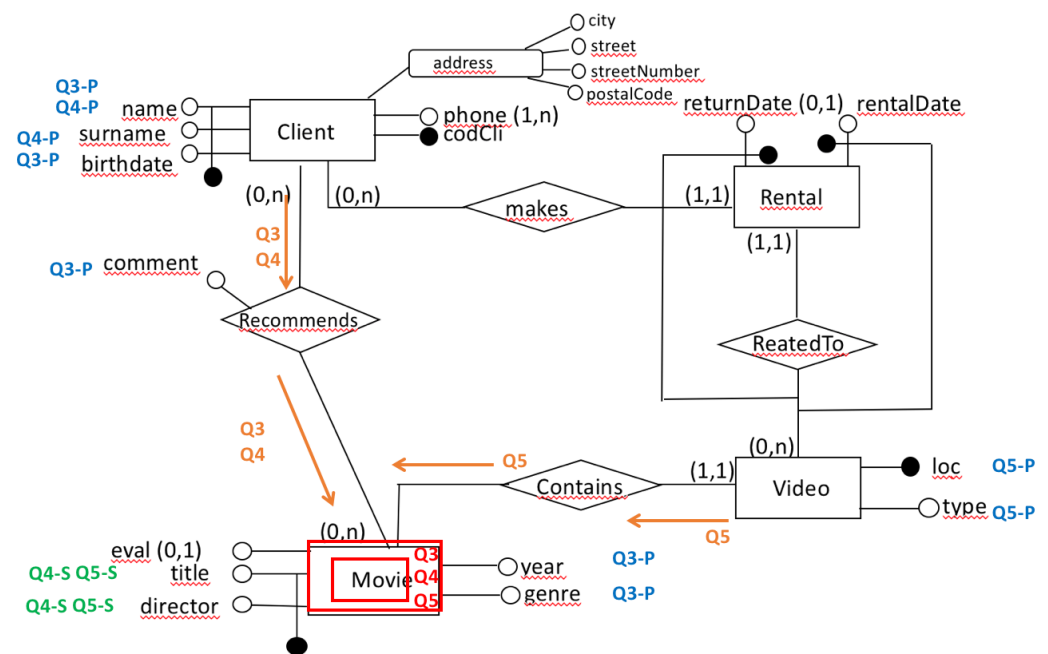 city
street
address
streetNumber
postalCode
Q3-P
Q4-P
name
phone (1,n)
returnDate (0,1) rentalDate
Q4-P
surname
Client
codCli
Q3-P
birthdate
(0,n)
(0,n)
makes
(1,1)
Rental
(1,1)
Q3
Q4
Q3-P
comment
Recommends
ReatedTo
Q3
Q4
(0,n)
Q5
(1,1)
Contains
Video
loc
Q5-P
type
Q5-P
Q5
(0,n)
eval (0,1)
Q3
Q4-S Q5-S
title
Movie
Q4
year
Q3-P
Q4-S Q5-S
director
Q5
genre
Q3-P